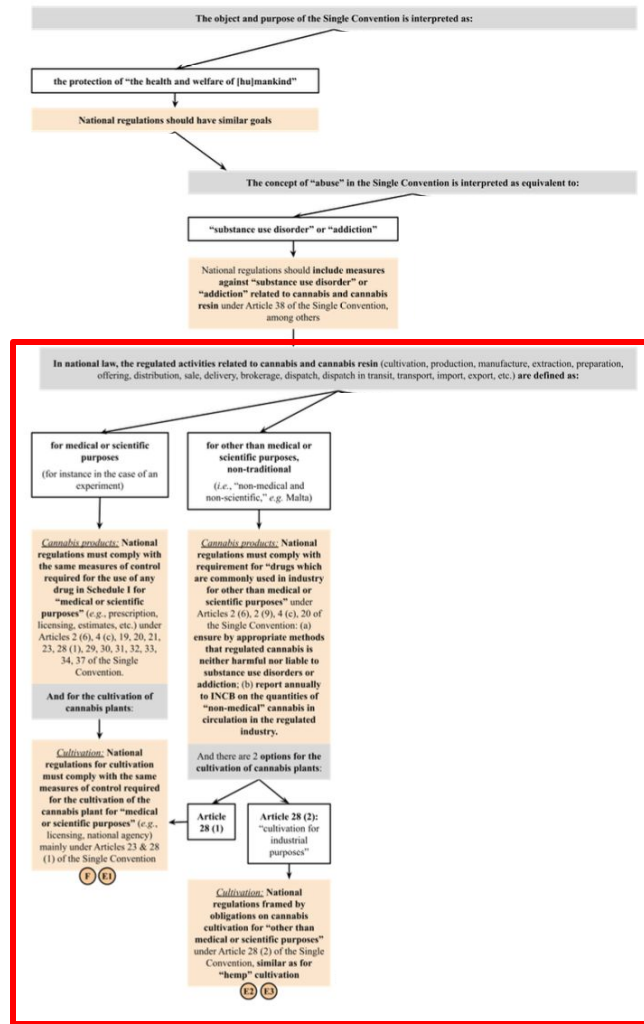 The object and purpose of the Single Convention is interpreted as:
the protection of “the health and welfare of [hu]mankind”
National regulations should have similar goals
The concept of “abuse” in the Single Convention is interpreted as equivalent to:
“substance use disorder” or “addiction”
National regulations should include measures
against “substance use disorder” or
“addiction” related to cannabis and cannabis
resin under Article 38 of the Single Convention,
among others
In national law, the regulated activities related to cannabis and cannabis resin (cultivation, production, manufacture, extraction, preparation,
offering, distribution, sale, delivery, brokerage, dispatch, dispatch in transit, transport, import, export, etc.) are defined as:
for medical or scientific
purposes
(for instance in the case of an
experiment)
for other than medical or
scientific purposes,
non-traditional
(i.e., “non-medical and
non-scientific,” e.g. Malta)
Cannabis products: National
regulations must comply with
the same measures of control
required for the use of any
drug in Schedule I for
“medical or scientific
purposes” (e.g., prescription,
licensing, estimates, etc.) under
Articles 2 (6), 4 (c), 19, 20, 21,
23, 28 (1), 29, 30, 31, 32, 33,
34, 37 of the Single
Convention.
Cannabis products: National
regulations must comply with
requirement for “drugs which
are commonly used in industry
for other than medical or
scientific purposes” under
Articles 2 (6), 2 (9), 4 (c), 20 of
the Single Convention: (a)
ensure by appropriate methods
that regulated cannabis is
neither harmful nor liable to
substance use disorders or
addiction; (b) report annually
to INCB on the quantities of
“non-medical” cannabis in
circulation in the regulated
industry.
And for the cultivation of
cannabis plants:
And there are 2 options for the
cultivation of cannabis plants:
Cultivation: National
regulations for cultivation
must comply with the same
measures of control required
for the cultivation of the
cannabis plant for “medical
or scientific purposes” (e.g.,
licensing, national agency)
mainly under Articles 23 & 28
(1) of the Single Convention
F E1
Article
28 (1)
Article 28 (2):
“cultivation for
industrial
purposes”
Cultivation: National
regulations framed by
obligations on cannabis
cultivation for “other than
medical or scientific purposes”
under Article 28 (2) of the Single
Convention, similar as for
“hemp” cultivation
E2 E3